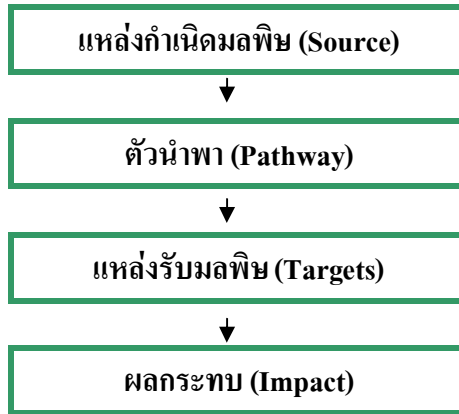 แหล่งกำเนิดมลพิษ (Source)
ตัวนำพา (Pathway)
แหล่งรับมลพิษ (Targets)
ผลกระทบ (Impact)